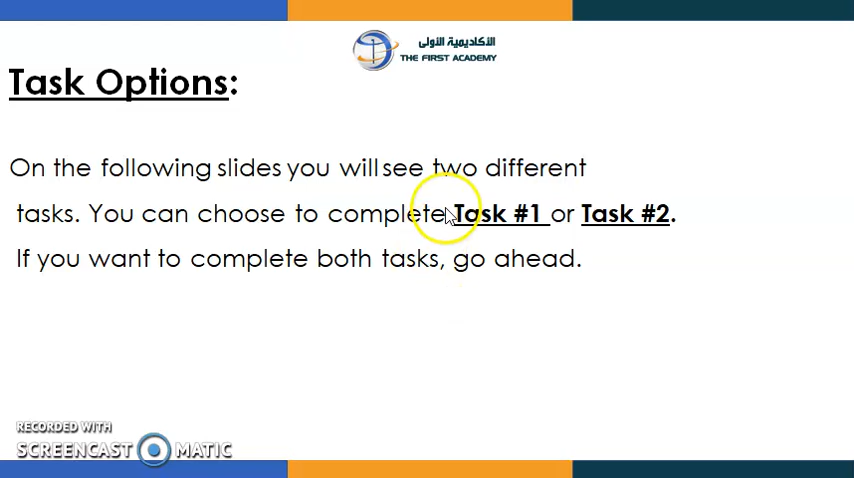 الأكاديمية الأولى
THE FIRST ACADEMY
Task Options:
On the following slides you will see two different
tasks. You can choose to complete Task #1 or Task #2.
If you want to complete both tasks, go ahead.
RECORDED WITH
SCREENCAST MATIC